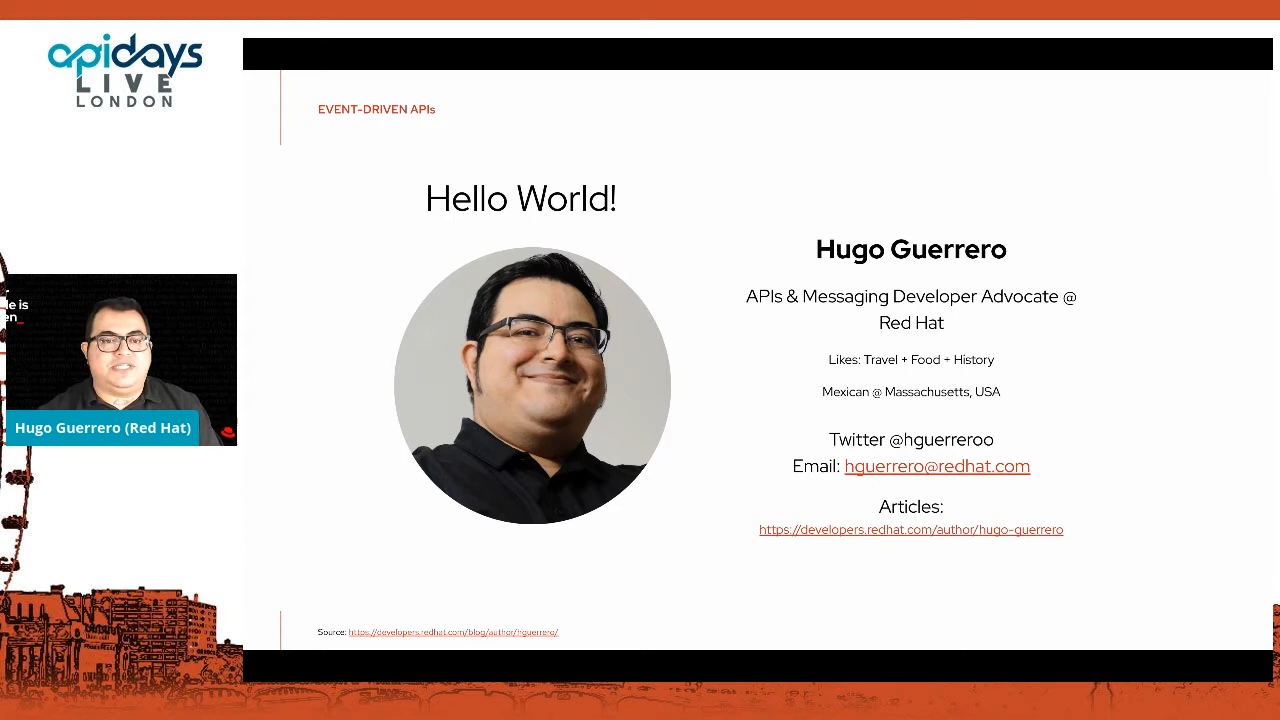 apidays
LIVE
LONDON
EVENT-DRIVEN APIs
Hello World!
Hugo Guerrero
APIs & Messaging Developer Advocate @
Red Hat
Likes: Travel + Food + History
Mexican @ Massachusetts, USA
Twitter @hguerreroo
Email: hguerrero@redhat.com
Articles:
https://developers.redhat.com/author/hugo-guerrero
Source: https://developers.redhat.com/blog/author/hguerrero/
e is
en_
Hugo Guerrero (Red Hat)